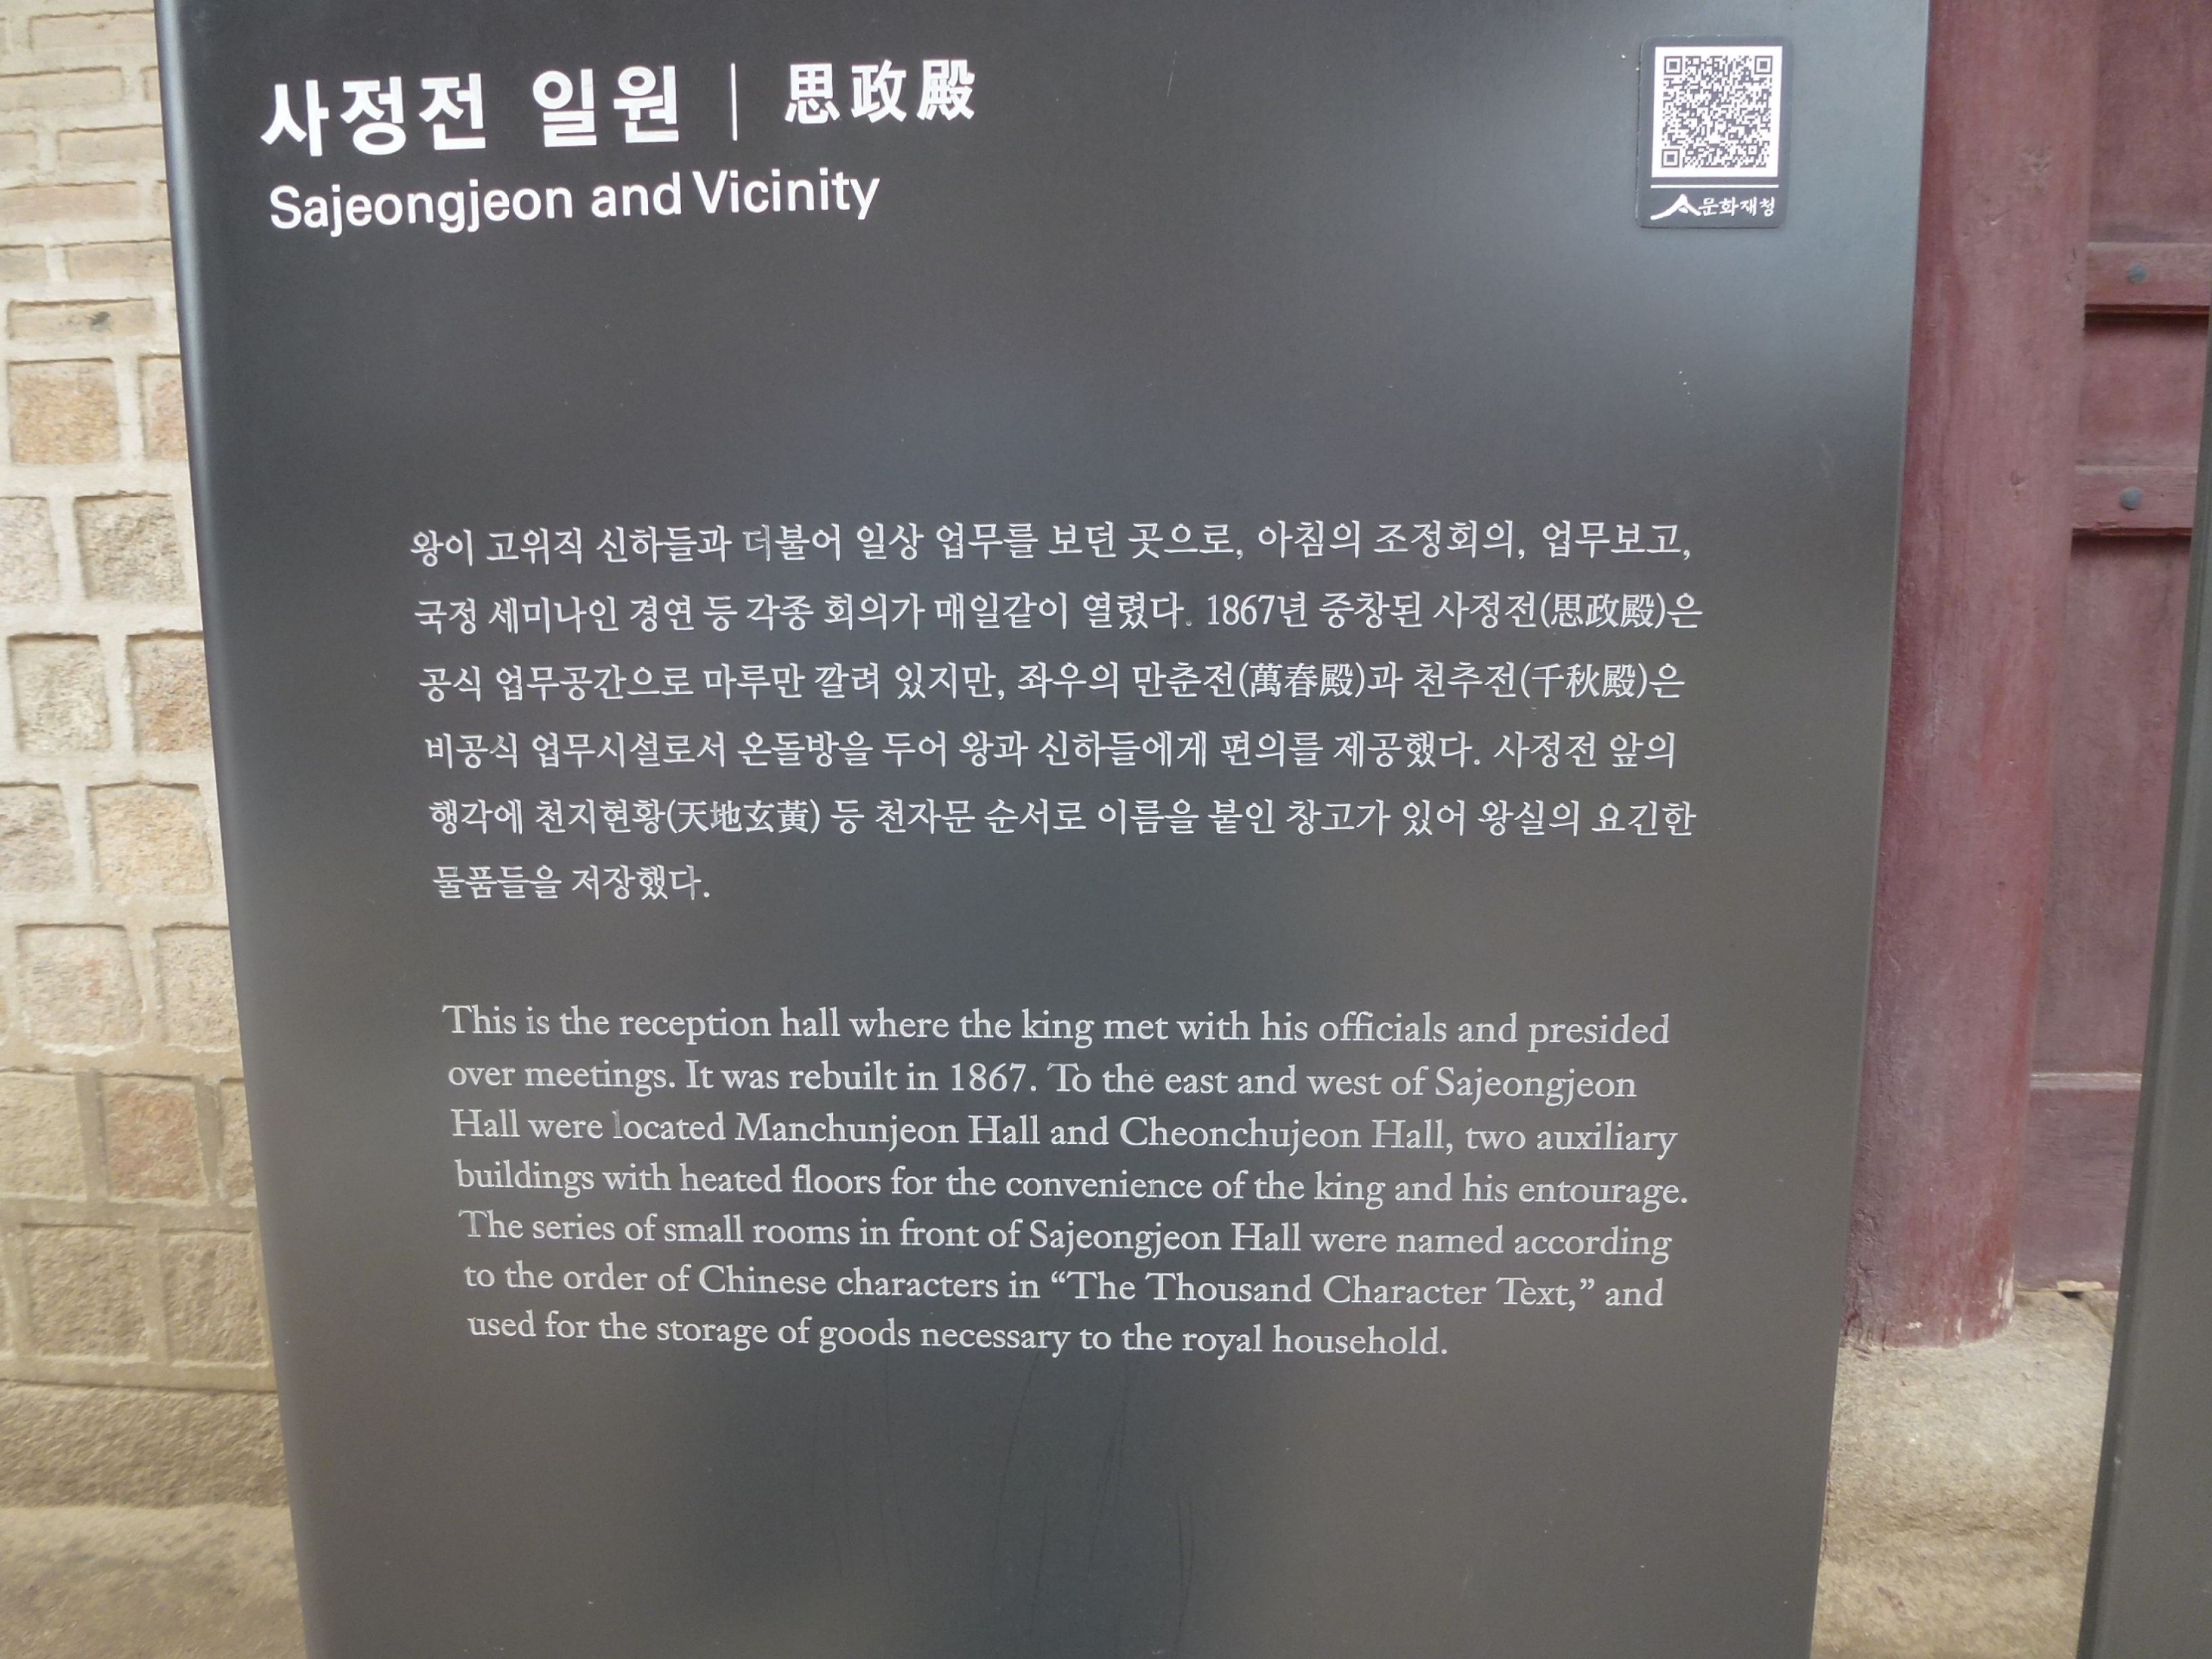 사정전 일원 | 思政殿
Sajeongjeon and Vicinity
문화재청
왕이 고위직 신하들과 더불어 일상 업무를 보던 곳으로, 아침의 조정회의, 업무보고,
국정 세미나인 경연 등 각종 회의가 매일같이 열렸다. 1867년 중창된 사정전(思政殿)은
공식 업무공간으로 마루만 깔려 있지만, 좌우의 만춘전(萬春殿)과 천추전(千秋殿)은
비공식 업무시설로서 온돌방을 두어 왕과 신하들에게 편의를 제공했다. 사정전 앞의
행각에 천지현황(天地玄黃) 등 천자문 순서로 이름을 붙인 창고가 있어 왕실의 요긴한
물품들을 저장했다.
This is the reception hall where the king met with his officials and presided
over meetings. It was rebuilt in 1867. To the east and west of Sajeongjeon
Hall were located Manchunjeon Hall and Cheonchujeon Hall, two auxiliary
buildings with heated floors for the convenience of the king and his entourage.
The series of small rooms in front of Sajeongjeon Hall were named according
to the order of Chinese characters in “The Thousand Character Text,” and
used for the storage of goods necessary to the royal household.